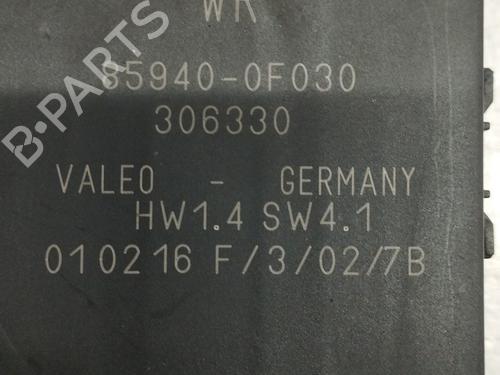 WR
85940-0F030
306330
VALEO - GERMANY
HW1.4 SW4.1
010216 F/3/02/7B
B-PARTS